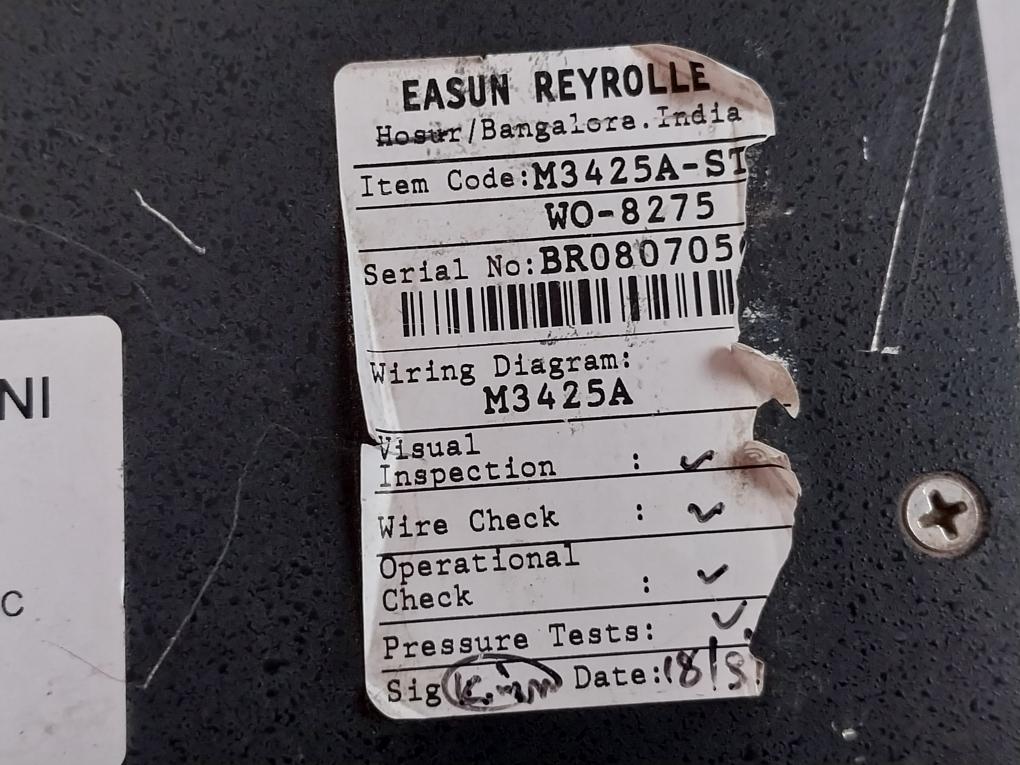 EASUN REYROLLE
Hosur/Bangalore.India
Item Code:M3425A-ST
WO-8275
Serial No:BR080705
Wiring Diagram:
M3425A
Visual
Inspection : ✓
Wire Check : ✓
Operational
Check : ✓
Pressure Tests: ✓
Sig Date:18/8
NI
C